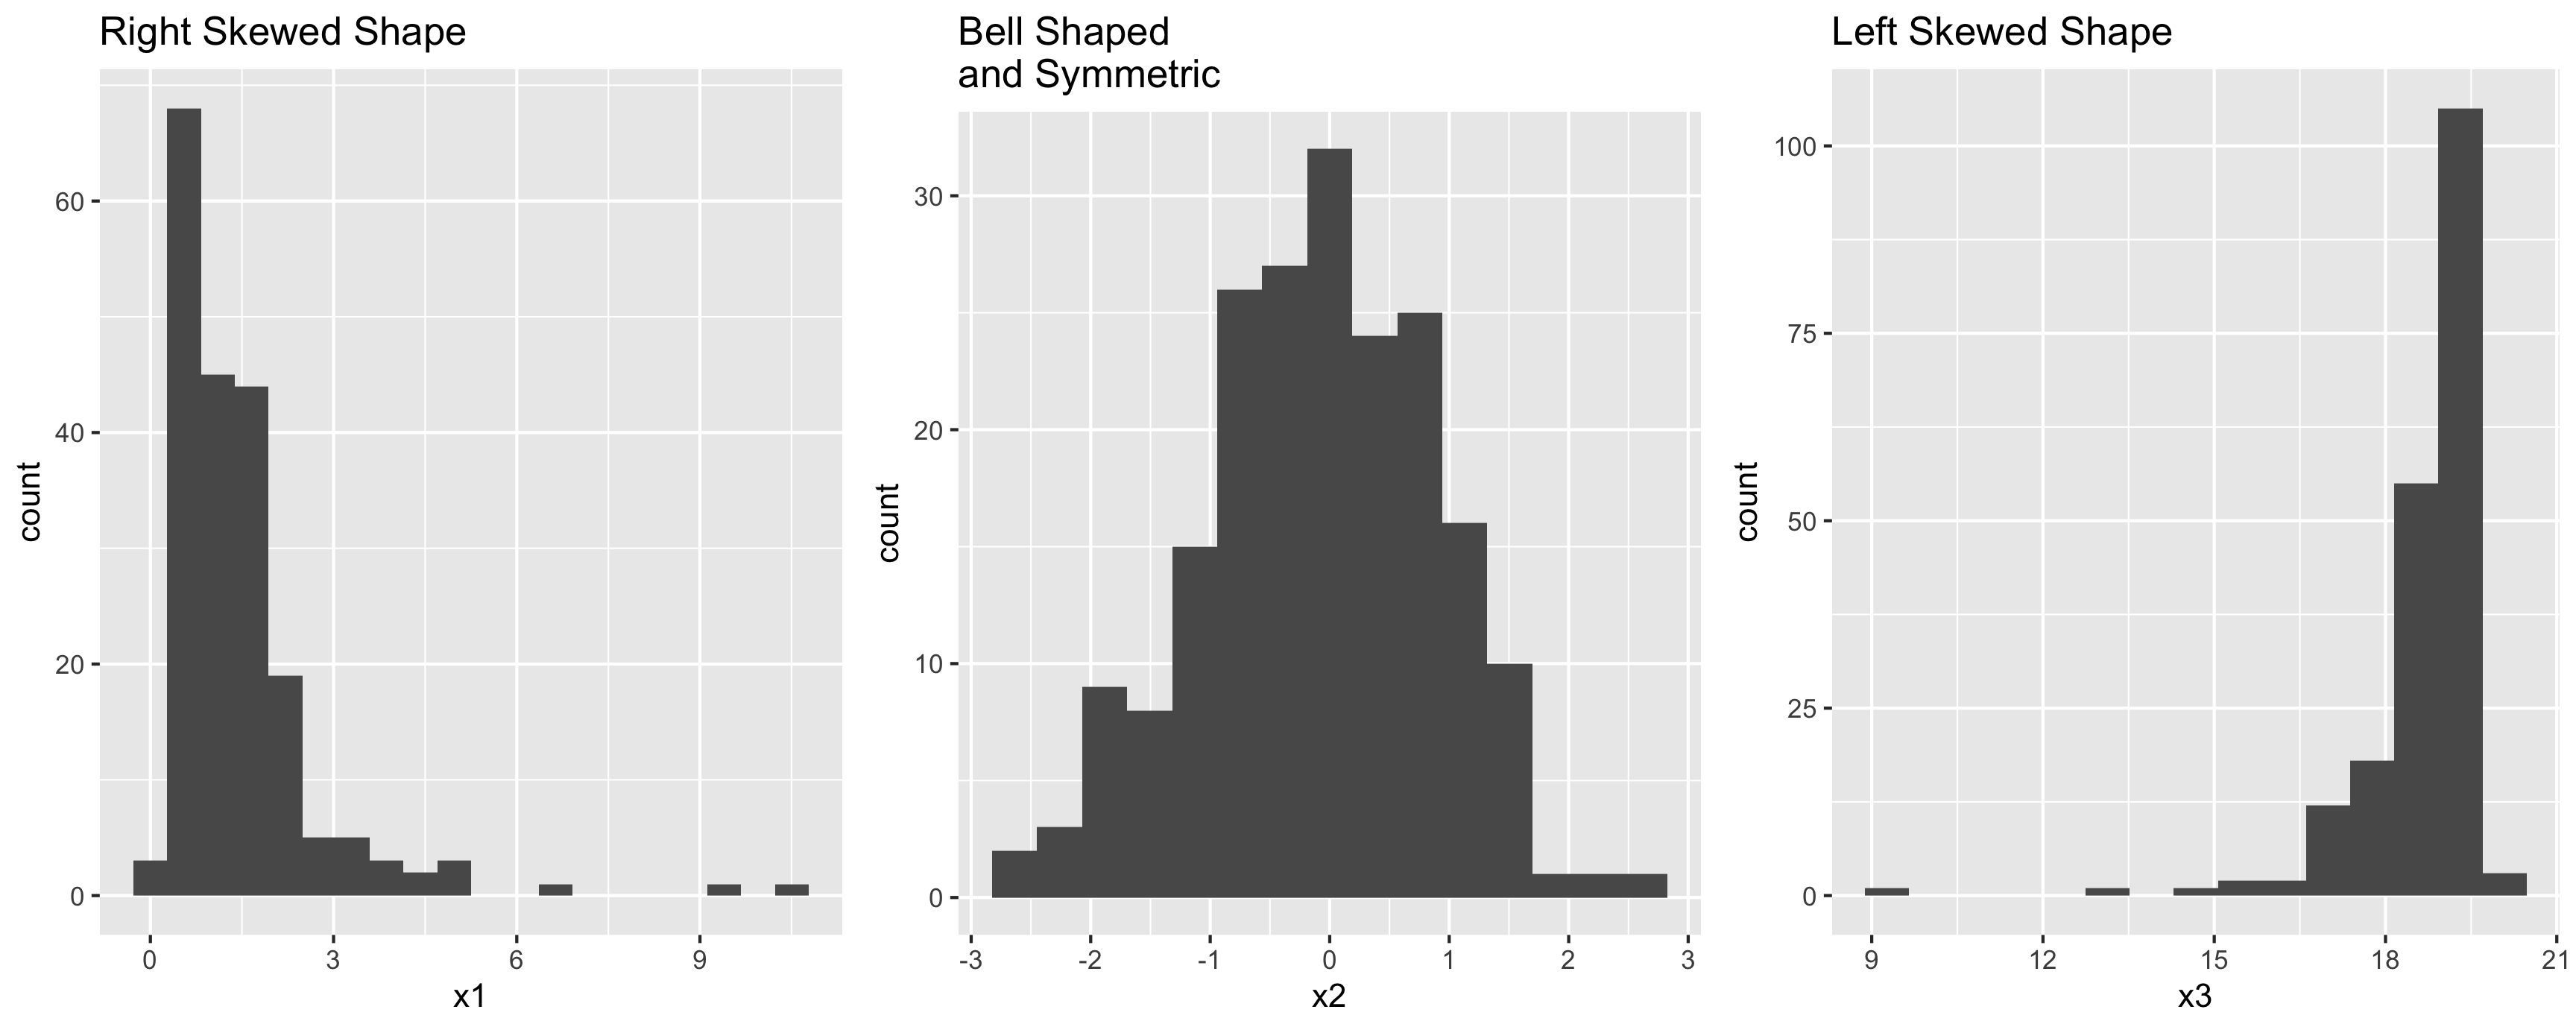 Right Skewed Shape
60
40
20
0
count
0 3 6 9
x1
Bell Shaped
and Symmetric
30
20
10
0
count
-3 -2 -1 0 1 2 3
x2
Left Skewed Shape
100
75
50
25
0
count
9 12 15 18 21
x3